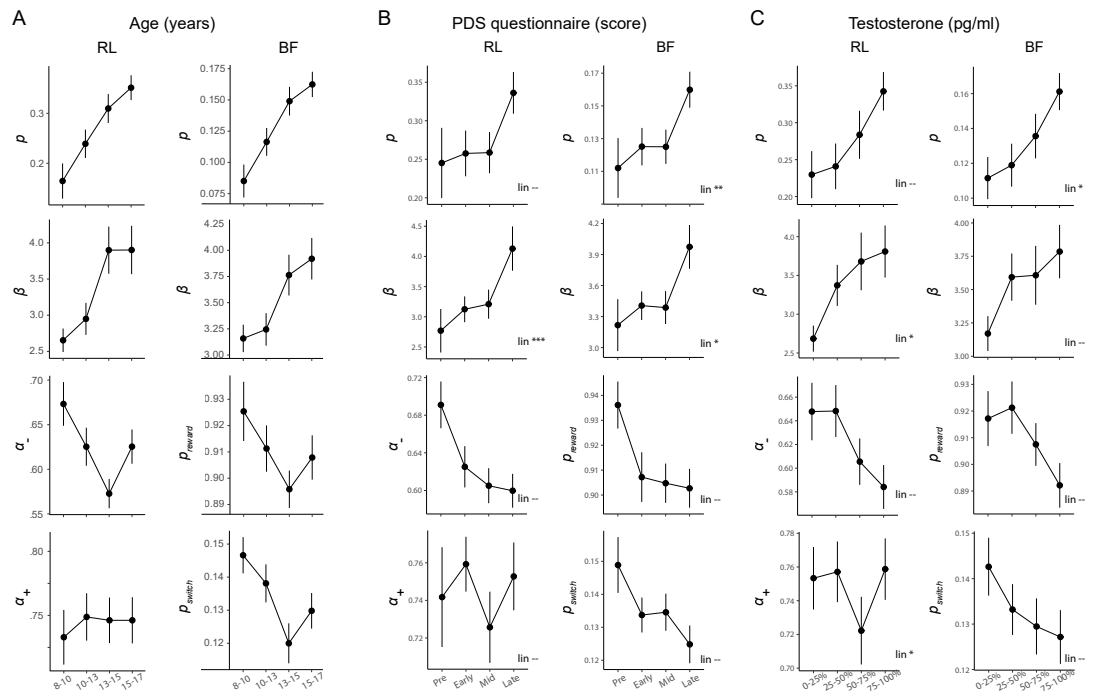 A Age (years)
RL BF
p
0.3
0.2
p
0.175
0.150
0.125
0.100
0.075
β
4.0
3.5
3.0
2.5
β
4.25
4.00
3.75
3.50
3.25
3.00
α-
.70
.65
.60
.55
p reward
0.93
0.92
0.91
0.90
0.89
α+
.80
.75
8-10 10-13 13-15 15-17
p switch
0.15
0.14
0.13
0.12
8-10 10-13 13-15 15-17
B PDS questionnaire (score)
RL BF
p
0.35
0.30
0.25
0.20
lin --
p
0.17
0.15
0.13
0.11
lin **
β
4.5
4.0
3.5
3.0
2.5
lin ***
β
4.2
3.9
3.6
3.3
3.0
lin *
α-
0.72
0.68
0.64
0.60
lin --
p reward
0.94
0.93
0.92
0.91
0.90
lin --
α+
0.76
0.74
0.72
lin --
Pre Early Mid Late
p switch
0.15
0.14
0.13
0.12
lin --
Pre Early Mid Late
C Testosterone (pg/ml)
RL BF
p
0.35
0.30
0.25
0.20
lin --
p
0.16
0.14
0.12
0.10
lin *
β
4.0
3.5
3.0
2.5
lin *
β
4.00
3.75
3.50
3.25
3.00
lin --
α-
0.66
0.64
0.62
0.60
0.58
lin --
p reward
0.93
0.92
0.91
0.90
0.89
lin --
α+
0.78
0.76
0.74
0.72
0.70
lin *
0-25% 25-50% 50-75% 75-100%
p switch
0.15
0.14
0.13
0.12
lin --
0-25% 25-50% 50-75% 75-100%